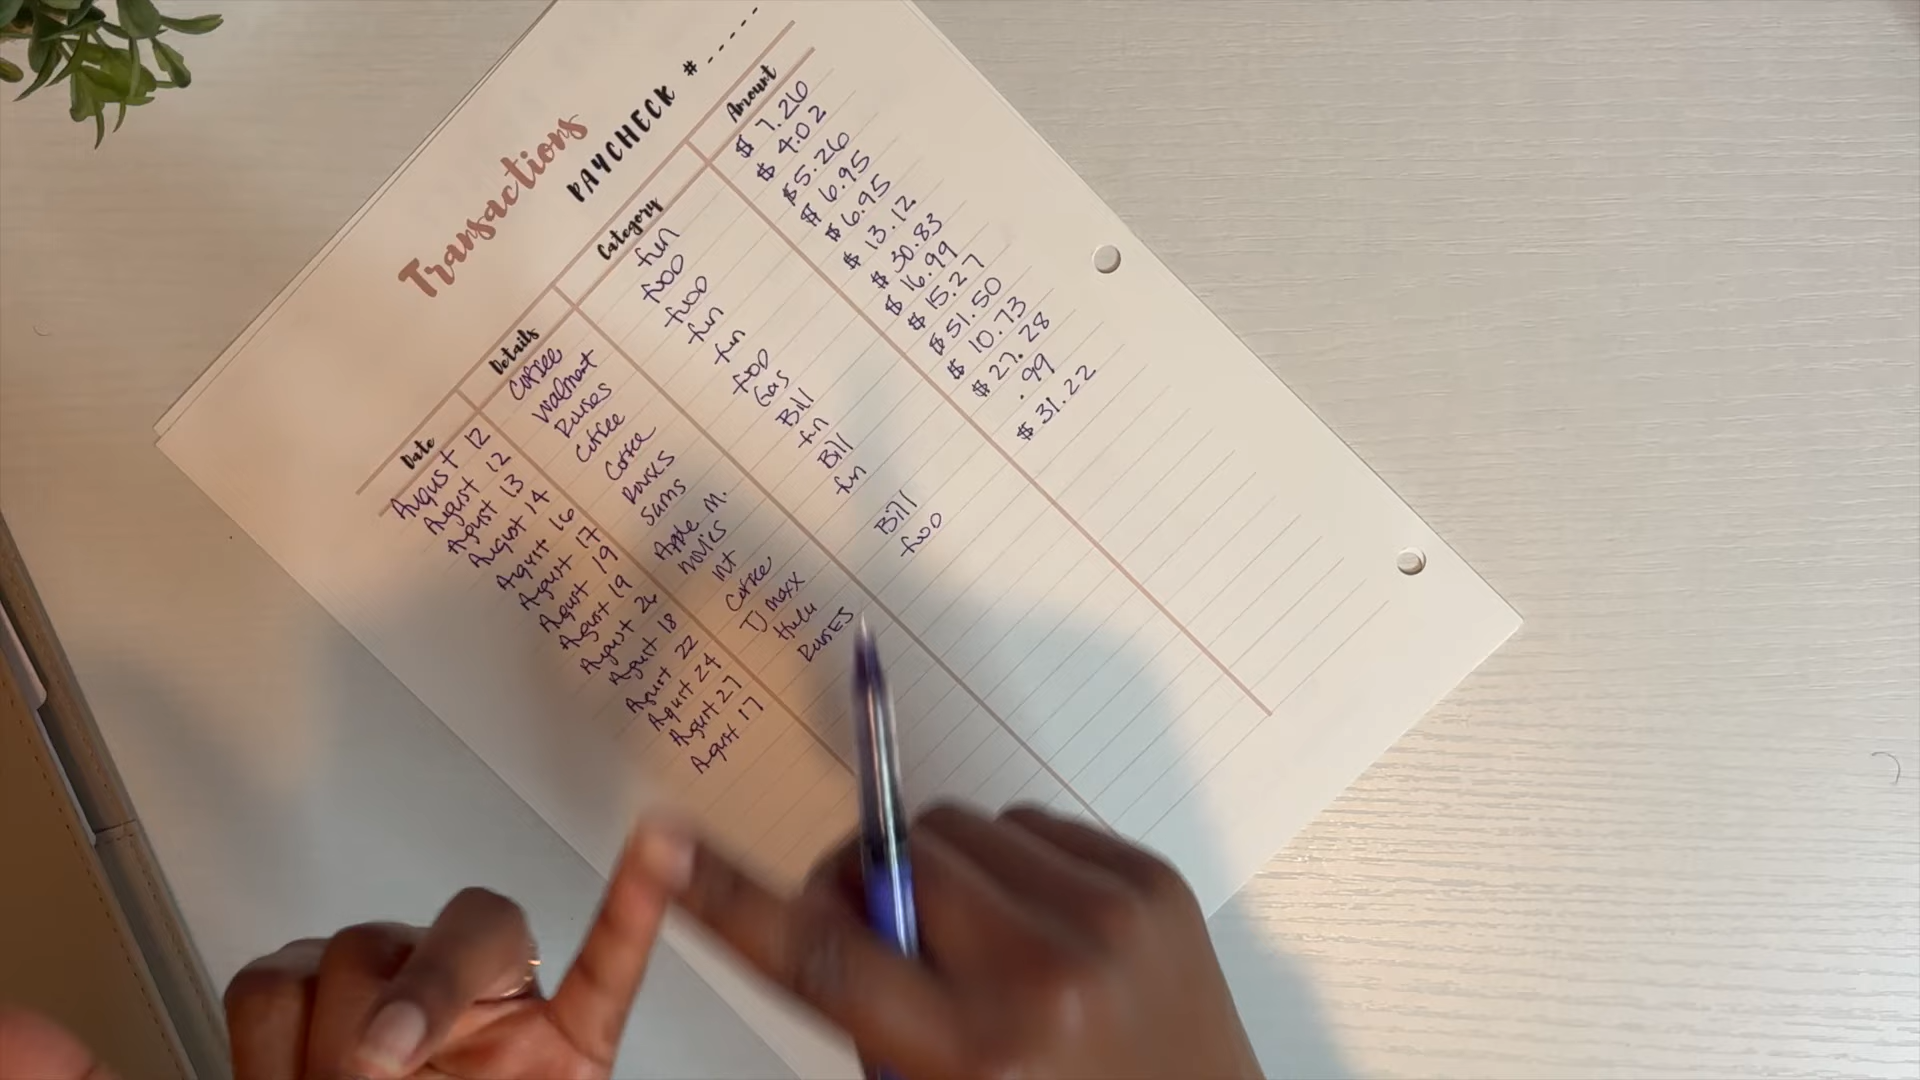 Transactions
PAYCHECK # -----
Date Details Category Amount
August 12 Coffee fun $ 7.26
August 12 Walmart food $ 4.02
August 13 Rouses food $5.26
August 14 Coffee fun $ 6.95
August 16 Coffee fun $ 6.95
August 17 Rouses food $ 13.12
August 19 Sams Gas $ 30.83
August 19 Apple M. Bill $ 16.99
August 26 Movies fun $ 15.27
August 18 Int Bill $51.50
August 22 Coffee fun $ 10.73
August 24 TJ maxx $ 27.28
August 27 Hulu Bill .99
August 17 RousES food $ 31.22